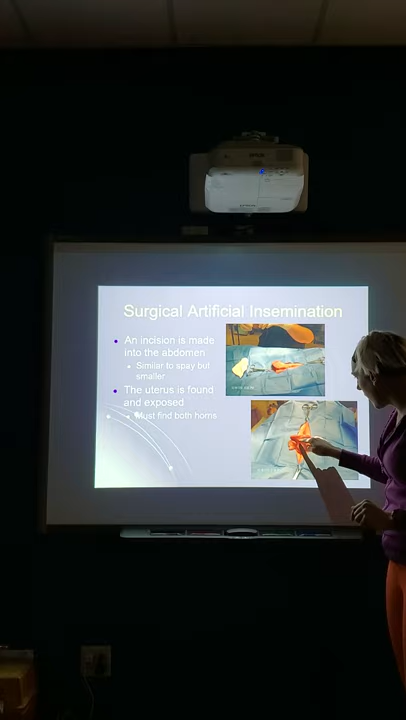 Surgical Artificial Insemination
An incision is made
into the abdomen
Similar to spay but
smaller
The uterus is found
and exposed
Must find both horns